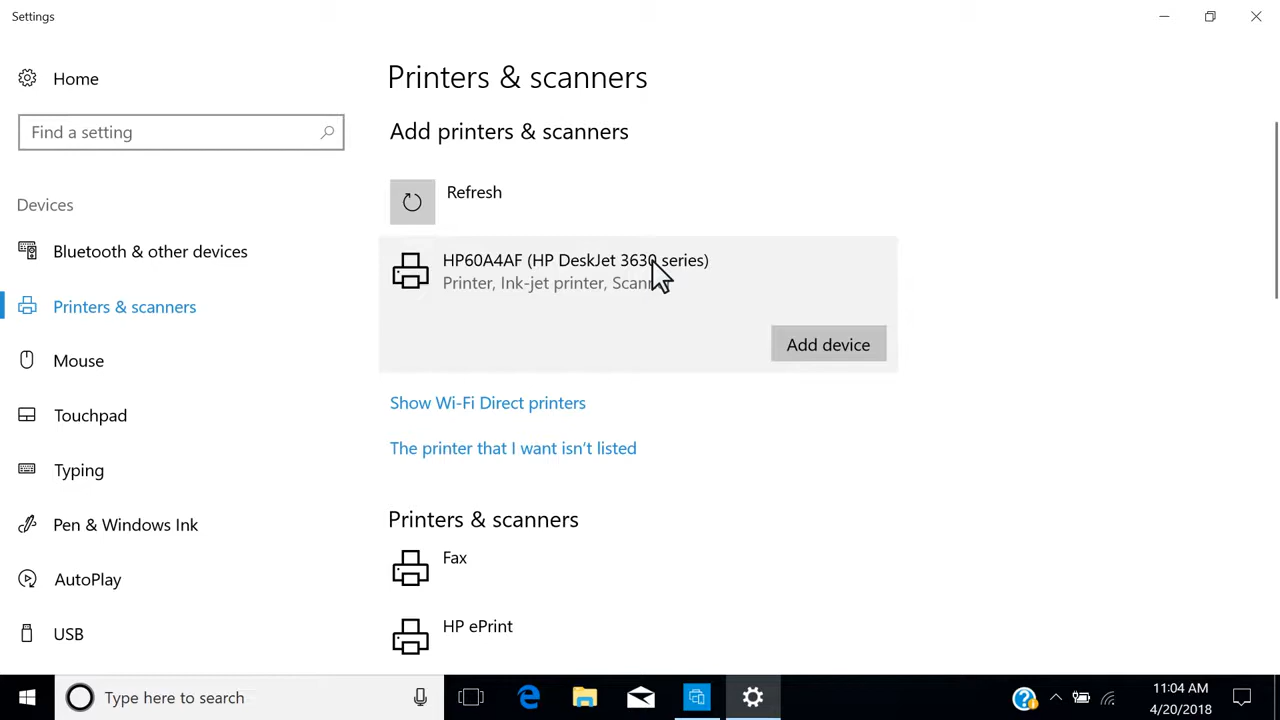 Settings
Home
Find a setting
Devices
Bluetooth & other devices
Printers & scanners
Mouse
Touchpad
Typing
Pen & Windows Ink
AutoPlay
USB
Printers & scanners
Add printers & scanners
Refresh
HP60A4AF (HP DeskJet 3630 series)
Printer, Ink-jet printer,
Add device
Show Wi-Fi Direct printers
The printer that I want isn't listed
Printers & scanners
Fax
HP ePrint
Type here to search
11:04 AM
4/20/2018